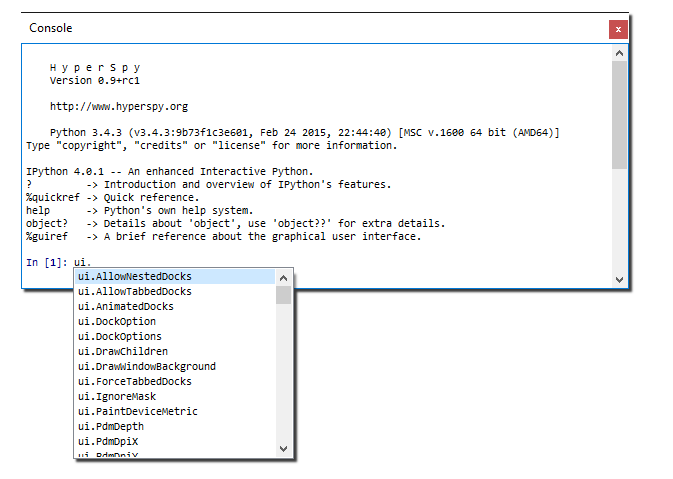 Console
x
H y p e r S p y
Version 0.9+rc1
http://www.hyperspy.org
Python 3.4.3 (v3.4.3:9b73f1c3e601, Feb 24 2015, 22:44:40) [MSC v.1600 64 bit (AMD64)]
Type "copyright", "credits" or "license" for more information.
IPython 4.0.1 -- An enhanced Interactive Python.
?         -> Introduction and overview of IPython's features.
%quickref -> Quick reference.
help      -> Python's own help system.
object?   -> Details about 'object', use 'object??' for extra details.
%guiref   -> A brief reference about the graphical user interface.
In [1]: ui.
ui.AllowNestedDocks
ui.AllowTabbedDocks
ui.AnimatedDocks
ui.DockOption
ui.DockOptions
ui.DrawChildren
ui.DrawWindowBackground
ui.ForceTabbedDocks
ui.IgnoreMask
ui.PaintDeviceMetric
ui.PdmDepth
ui.PdmDpiX
ui.PdmDpiY